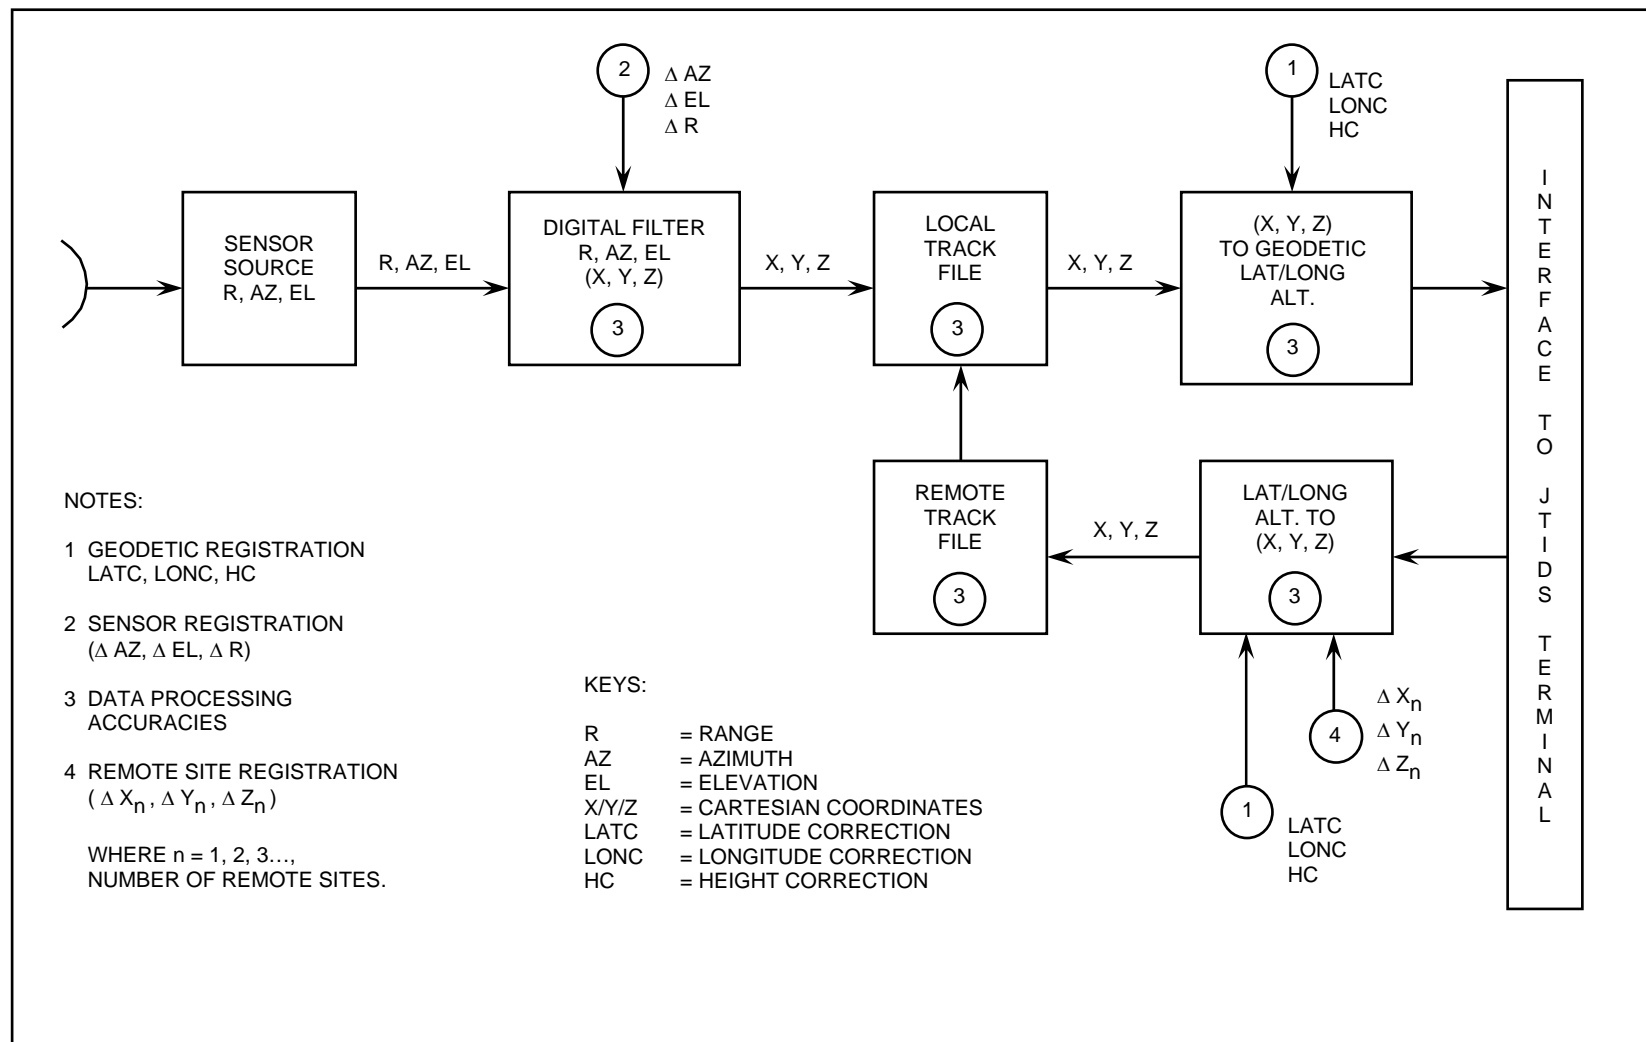 2
Δ AZ
Δ EL
Δ R
1
LATC
LONC
HC
SENSOR
SOURCE
R, AZ, EL
R, AZ, EL
DIGITAL FILTER
R, AZ, EL
(X, Y, Z)
3
X, Y, Z
LOCAL
TRACK
FILE
3
X, Y, Z
(X, Y, Z)
TO GEODETIC
LAT/LONG
ALT.
3
INTERFACE TO JTIDS TERMINAL
REMOTE
TRACK
FILE
3
X, Y, Z
LAT/LONG
ALT. TO
(X, Y, Z)
3
Δ Xn
Δ Yn
Δ Zn
4
1
LATC
LONC
HC
NOTES:
1 GEODETIC REGISTRATION
LATC, LONC, HC
2 SENSOR REGISTRATION
(Δ AZ, Δ EL, Δ R)
3 DATA PROCESSING
ACCURACIES
4 REMOTE SITE REGISTRATION
( Δ Xn , Δ Yn , Δ Zn )
WHERE n = 1, 2, 3…,
NUMBER OF REMOTE SITES.
KEYS:
R = RANGE
AZ = AZIMUTH
EL = ELEVATION
X/Y/Z = CARTESIAN COORDINATES
LATC = LATITUDE CORRECTION
LONC = LONGITUDE CORRECTION
HC = HEIGHT CORRECTION